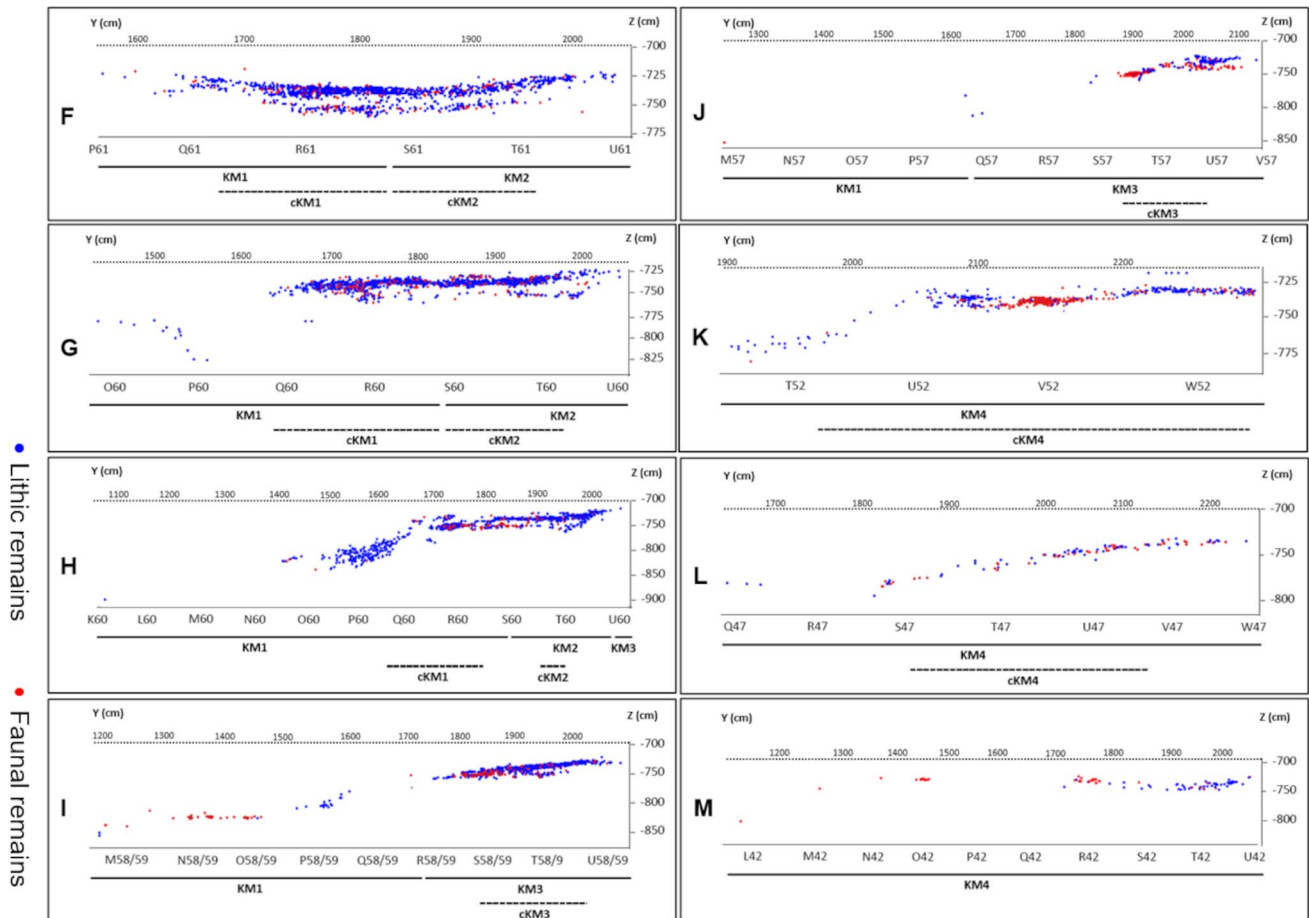 Y (cm)
1600 1700 1800 1900 2000
Z (cm)
-700
-725
-750
-775
F
P61 Q61 R61 S61 T61 U61
KM1 KM2
cKM1 cKM2
Y (cm)
1500 1600 1700 1800 1900 2000
Z (cm)
-725
-750
-775
-800
-825
G
O60 P60 Q60 R60 S60 T60 U60
KM1 KM2
cKM1 cKM2
Y (cm)
1100 1200 1300 1400 1500 1600 1700 1800 1900 2000
Z (cm)
-700
-750
-800
-850
-900
H
K60 L60 M60 N60 O60 P60 Q60 R60 S60 T60 U60
KM1 KM2 KM3
cKM1 cKM2
Y (cm)
1200 1300 1400 1500 1600 1700 1800 1900 2000
Z (cm)
-700
-750
-800
-850
I
M58/59 N58/9 O58/59 P58/59 Q58/59 R58/59 S58/59 T58/9 U58/59
KM1 KM3
cKM3
Y (cm)
1300 1400 1500 1600 1700 1800 1900 2000 2100
Z (cm)
-700
-750
-800
-850
J
M57 N57 O57 P57 Q57 R57 S57 T57 U57 V57
KM1 KM3
cKM3
Y (cm)
1900 2000 2100 2200
Z (cm)
-725
-750
-775
K
T52 U52 V52 W52
KM4
cKM4
Y (cm)
1700 1800 1900 2000 2100 2200
Z (cm)
-700
-750
-800
L
Q47 R47 S47 T47 U47 V47 W47
KM4
cKM4
Y (cm)
1200 1300 1400 1500 1600 1700 1800 1900 2000
Z (cm)
-700
-750
-800
M
L42 M42 N42 O42 P42 Q42 R42 S42 T42 U42
KM4
Lithic remains
Faunal remains